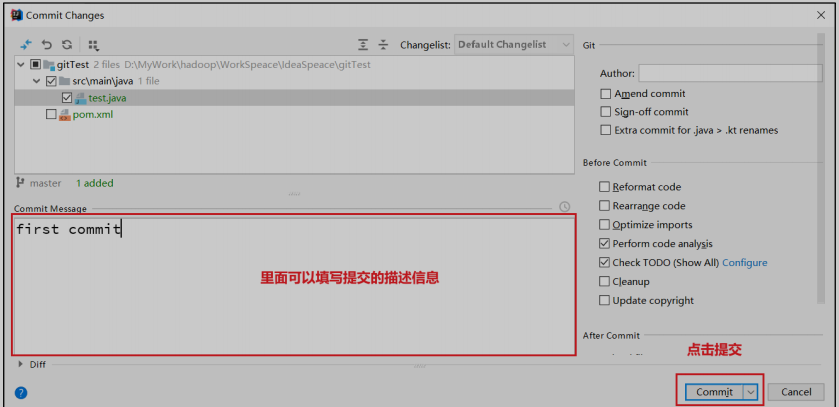 Commit Changes
Changelist: Default Changelist
gitTest 2 files D:\MyWork\hadoop\WorkSpeace\IdeaSpeace\gitTest
src\main\java 1 file
test.java
pom.xml
master 1 added
Commit Message
first commit
里面可以填写提交的描述信息
Diff
Git
Author:
Amend commit
Sign-off commit
Extra commit for .java > .kt renames
Before Commit
Reformat code
Rearrange code
Optimize imports
Perform code analysis
Check TODO (Show All) Configure
Cleanup
Update copyright
After Commit
点击提交
? Commit Cancel